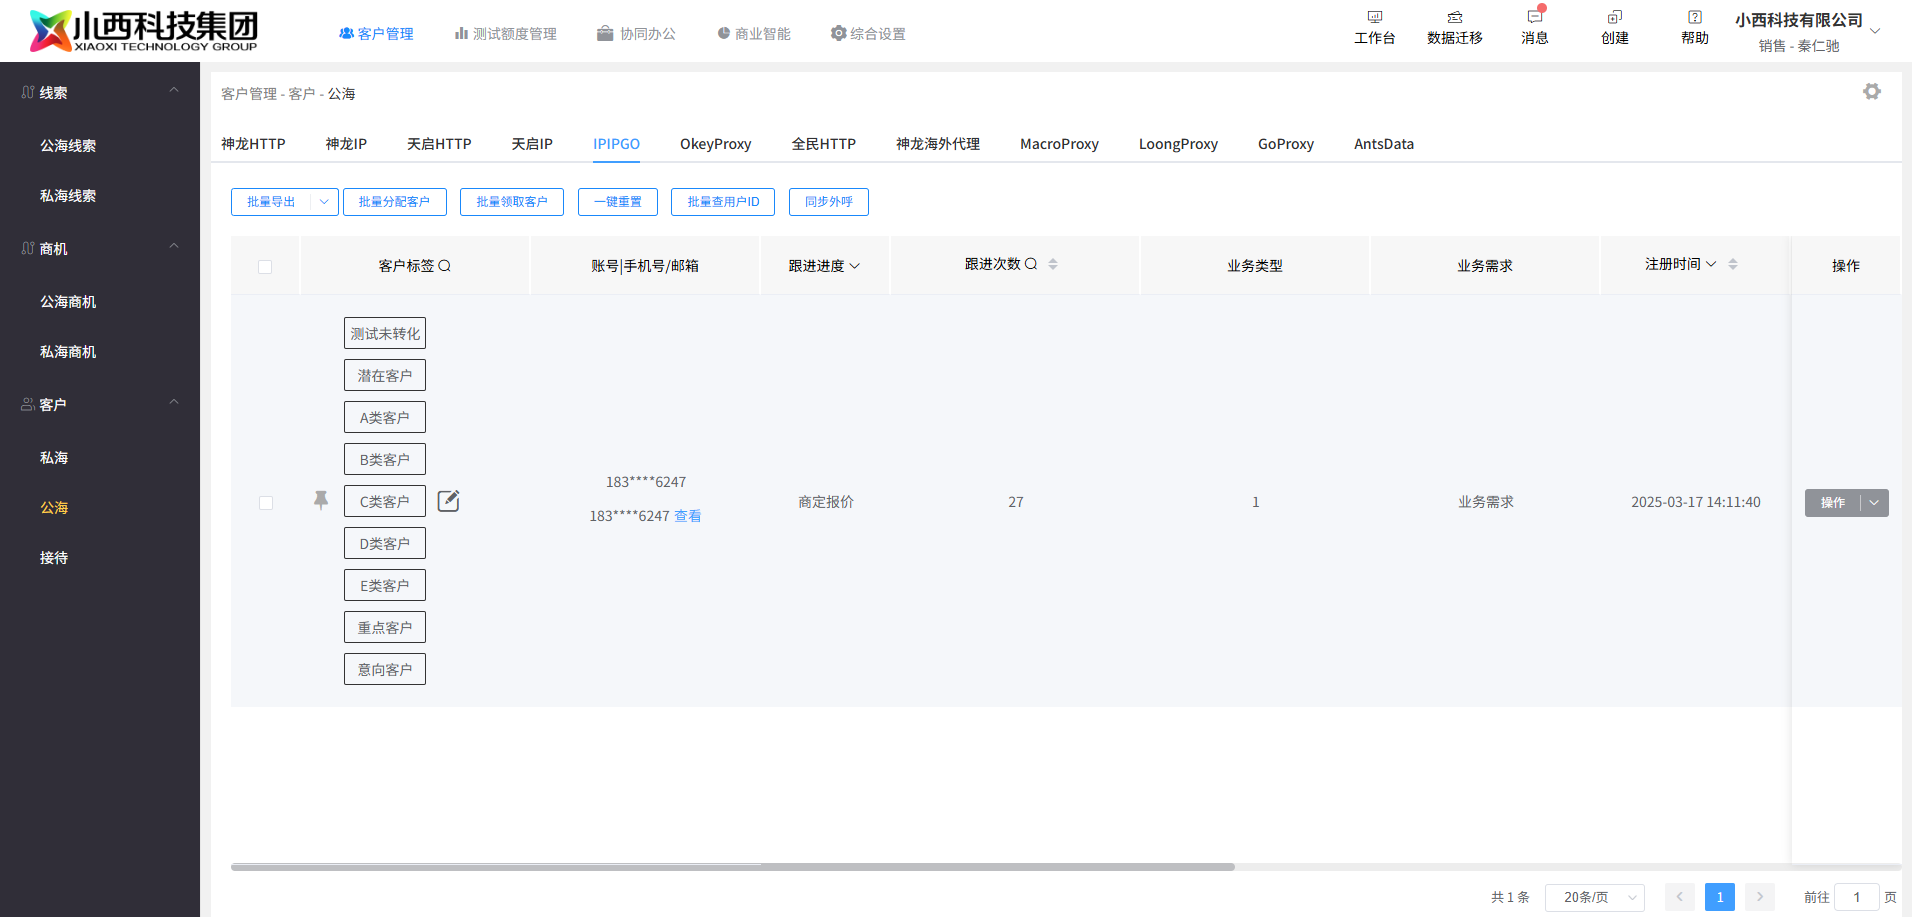 小西科技集团
XIAOXI TECHNOLOGY GROUP
客户管理 测试额度管理 协同办公 商业智能 综合设置
工作台 数据迁移 消息 创建 帮助
小西科技有限公司
销售 - 秦仁驰
线索
公海线索
私海线索
商机
公海商机
私海商机
客户
私海
公海
接待
客户管理 - 客户 - 公海
神龙HTTP 神龙IP 天启HTTP 天启IP IPIPGO OkeyProxy 全民HTTP 神龙海外代理 MacroProxy LoongProxy GoProxy AntsData
批量导出 批量分配客户 批量领取客户 一键重置 批量查用户ID 同步外呼
客户标签 账号|手机号/邮箱 跟进进度 跟进次数 业务类型 业务需求 注册时间 操作
测试未转化
潜在客户
A类客户
B类客户
C类客户
D类客户
E类客户
重点客户
意向客户
183****6247
183****6247 查看
商定报价 27 1 业务需求 2025-03-17 14:11:40 操作
共 1 条 20条/页 1 前往 1 页